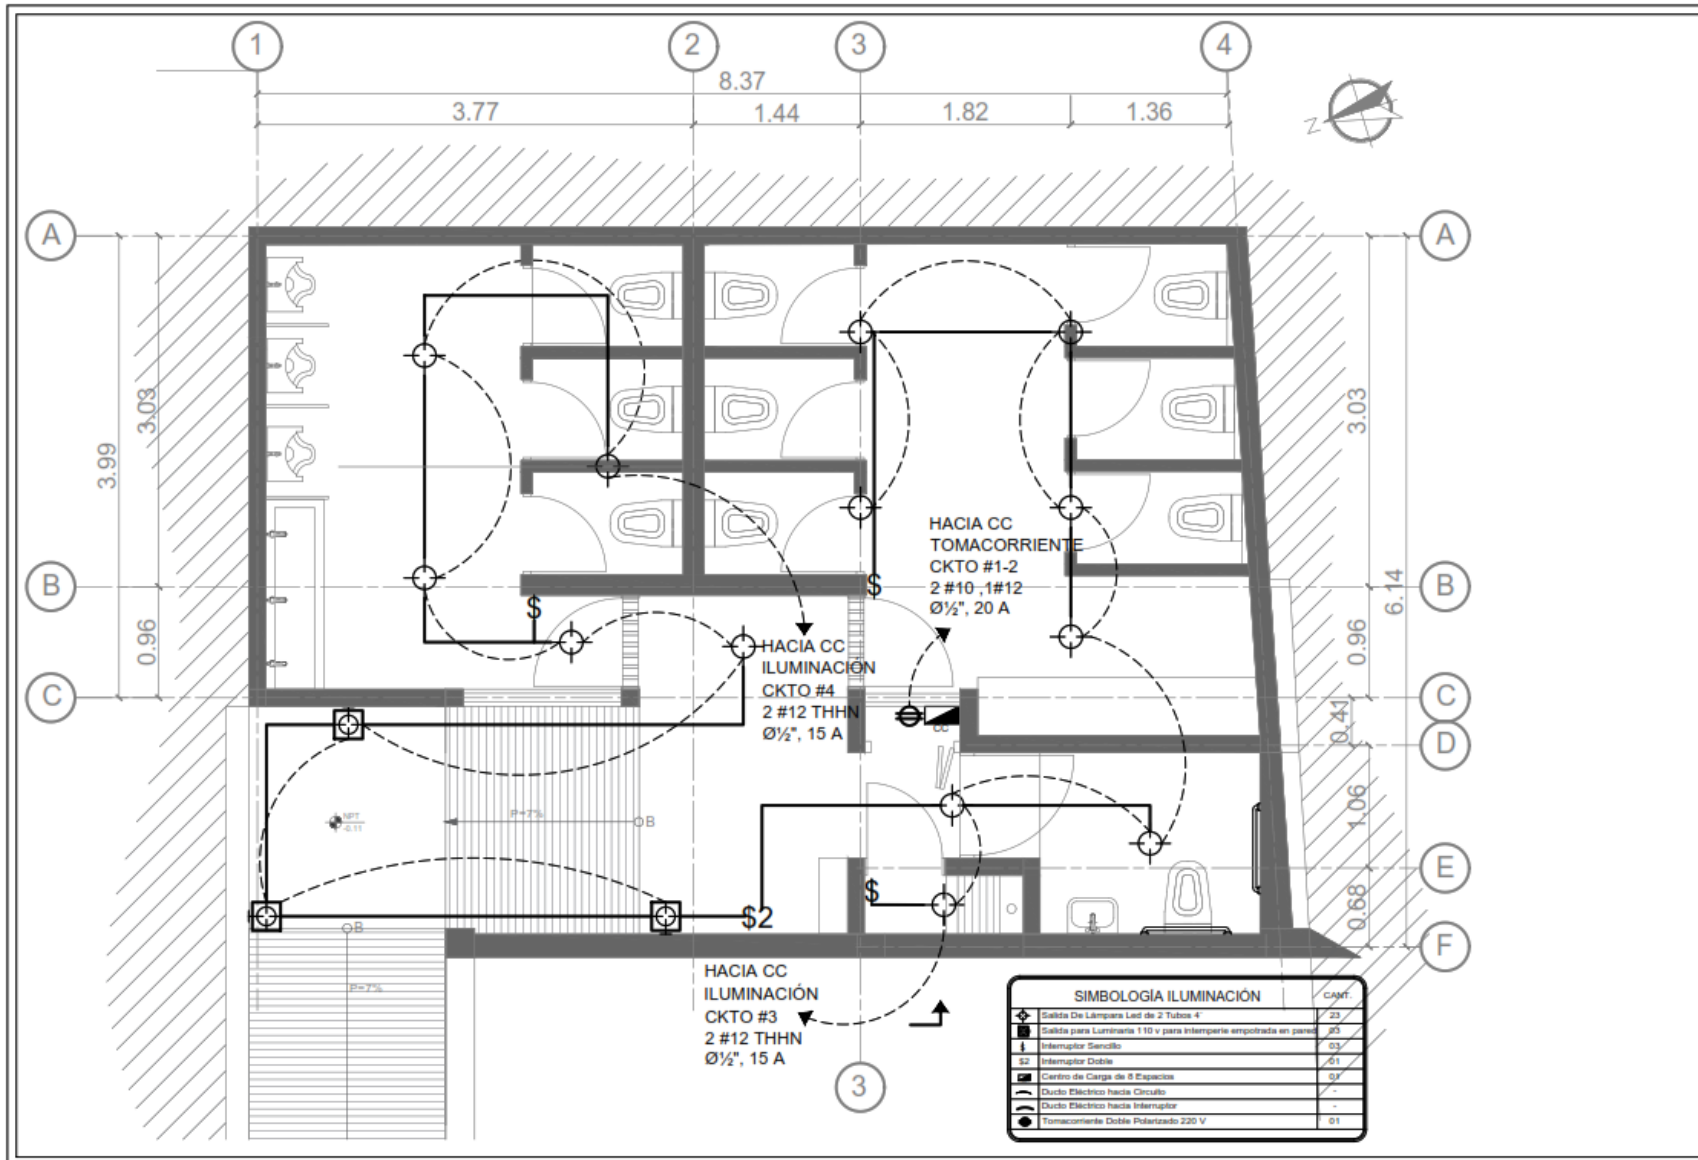 1 2 3 4
8.37
3.77 1.44 1.82 1.36
N
A A
3.03 3.03
3.99
HACIA CC
TOMACORRIENTE
CKTO #1-2
2 #10 ,1#12
Ø½", 20 A
B B
$ $
6.14
0.96 0.96
HACIA CC
ILUMINACIÓN
CKTO #4
2 #12 THHN
Ø½", 15 A
C C
0.41
CC
D
NPT
-0.11
P=7% B
1.06
E
$
0.68
$2
B
F
P=7%
HACIA CC
ILUMINACIÓN
CKTO #3
2 #12 THHN
Ø½", 15 A
3
SIMBOLOGÍA ILUMINACIÓN CANT.
Salida De Lámpara Led de 2 Tubos 4' 23
Salida para Luminaria 110 v para intemperie empotrada en pared 03
$ Interruptor Sencillo 03
$2 Interruptor Doble 01
Centro de Carga de 8 Espacios 01
Ducto Eléctrico hacia Circuito -
Ducto Eléctrico hacia Interruptor -
Tomacorriente Doble Polarizado 220 V 01